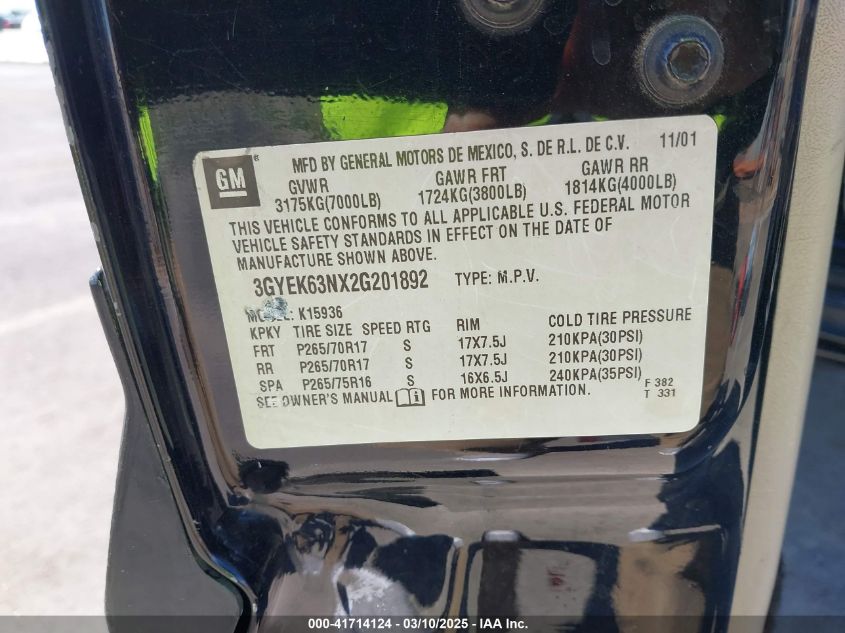 GM
MFD BY GENERAL MOTORS DE MEXICO, S. DE R.L. DE C.V. 11/01
GVWR GAWR FRT GAWR RR
3175KG(7000LB) 1724KG(3800LB) 1814KG(4000LB)
THIS VEHICLE CONFORMS TO ALL APPLICABLE U.S. FEDERAL MOTOR
VEHICLE SAFETY STANDARDS IN EFFECT ON THE DATE OF
MANUFACTURE SHOWN ABOVE.
3GYEK63NX2G201892 TYPE: M.P.V.
MODEL: K15936
KPKY TIRE SIZE SPEED RTG RIM COLD TIRE PRESSURE
FRT P265/70R17 S 17X7.5J 210KPA(30PSI)
RR P265/70R17 S 17X7.5J 210KPA(30PSI)
SPA P265/75R16 S 16X6.5J 240KPA(35PSI)
SEE OWNER'S MANUAL FOR MORE INFORMATION.
F 382
T 331
000-41714124 - 03/10/2025 - IAAI Inc.